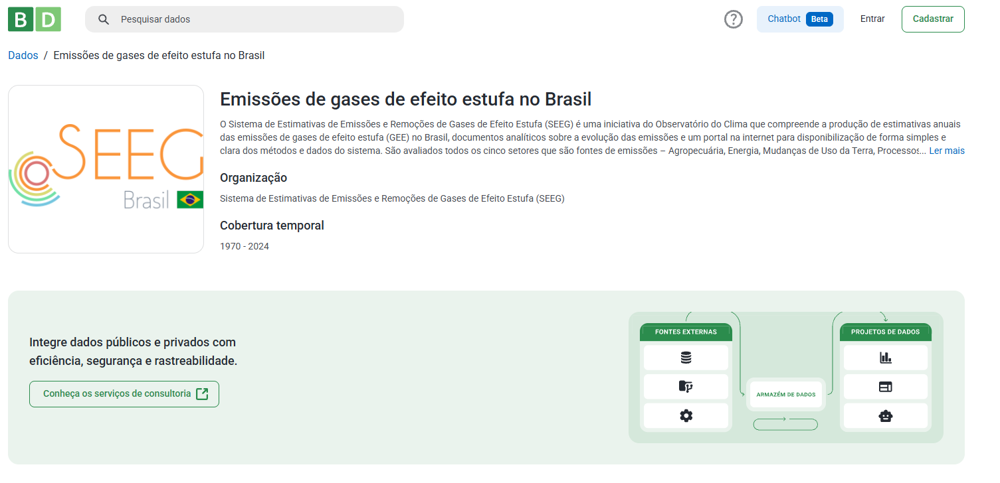 BD
Pesquisar dados
?
Chatbot Beta
Entrar
Cadastrar
Dados / Emissões de gases de efeito estufa no Brasil
SEEG
Brasil
Emissões de gases de efeito estufa no Brasil
O Sistema de Estimativas de Emissões e Remoções de Gases de Efeito Estufa (SEEG) é uma iniciativa do Observatório do Clima que compreende a produção de estimativas anuais
das emissões de gases de efeito estufa (GEE) no Brasil, documentos analíticos sobre a evolução das emissões e um portal na internet para disponibilização de forma simples e
clara dos métodos e dados do sistema. São avaliados todos os cinco setores que são fontes de emissões – Agropecuária, Energia, Mudanças de Uso da Terra, Processos... Ler mais
Organização
Sistema de Estimativas de Emissões e Remoções de Gases de Efeito Estufa (SEEG)
Cobertura temporal
1970 - 2024
Integre dados públicos e privados com
eficiência, segurança e rastreabilidade.
Conheça os serviços de consultoria
FONTES EXTERNAS
ARMAZÉM DE DADOS
PROJETOS DE DADOS